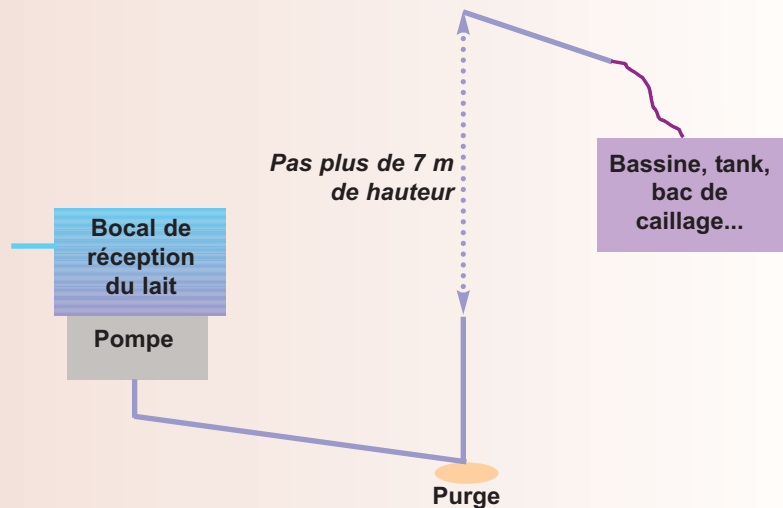 Pas plus de 7 m
de hauteur
Bassine, tank,
bac de
caillage...
Bocal de
réception
du lait
Pompe
Purge